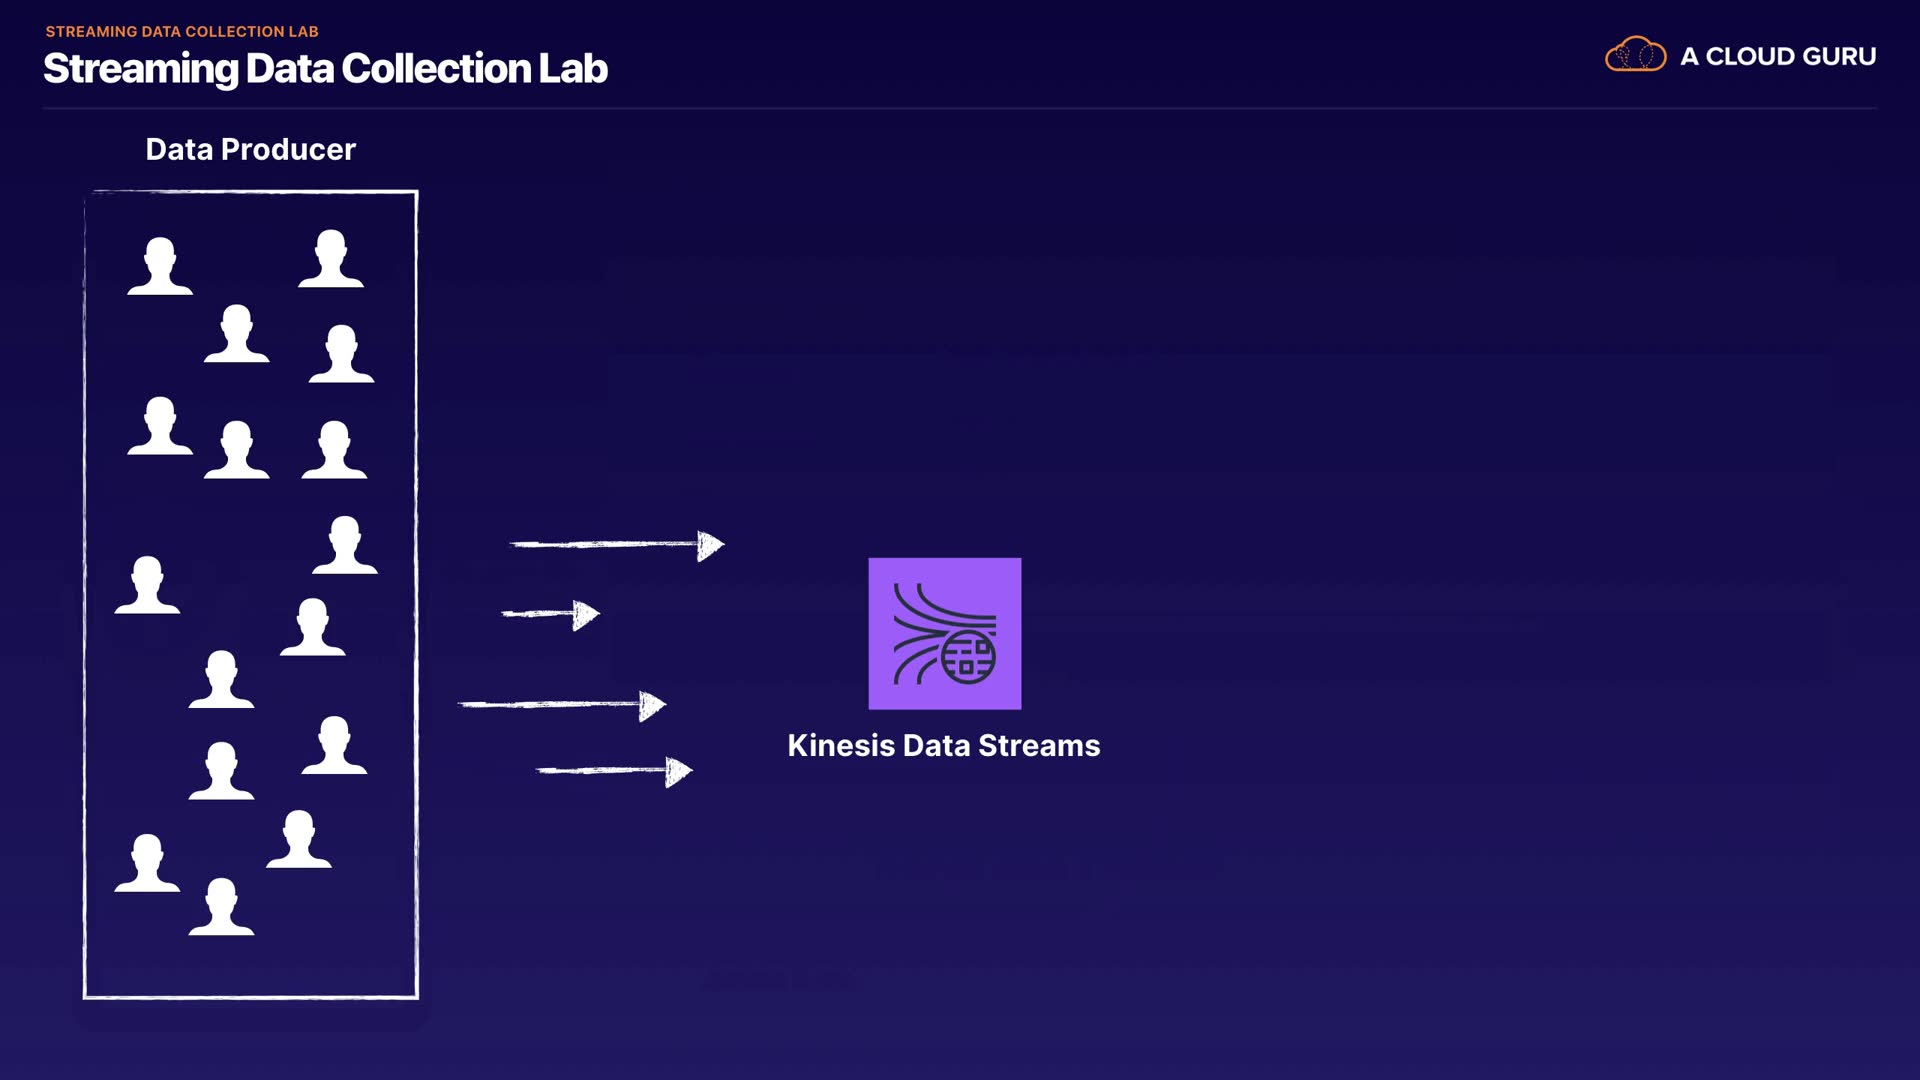 STREAMING DATA COLLECTION LAB
Streaming Data Collection Lab
A CLOUD GURU
Data Producer
Kinesis Data Streams